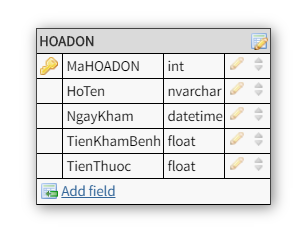 HOADON
MaHOADON int
HoTen nvarchar
NgayKham datetime
TienKhamBenh float
TienThuoc float
Add field